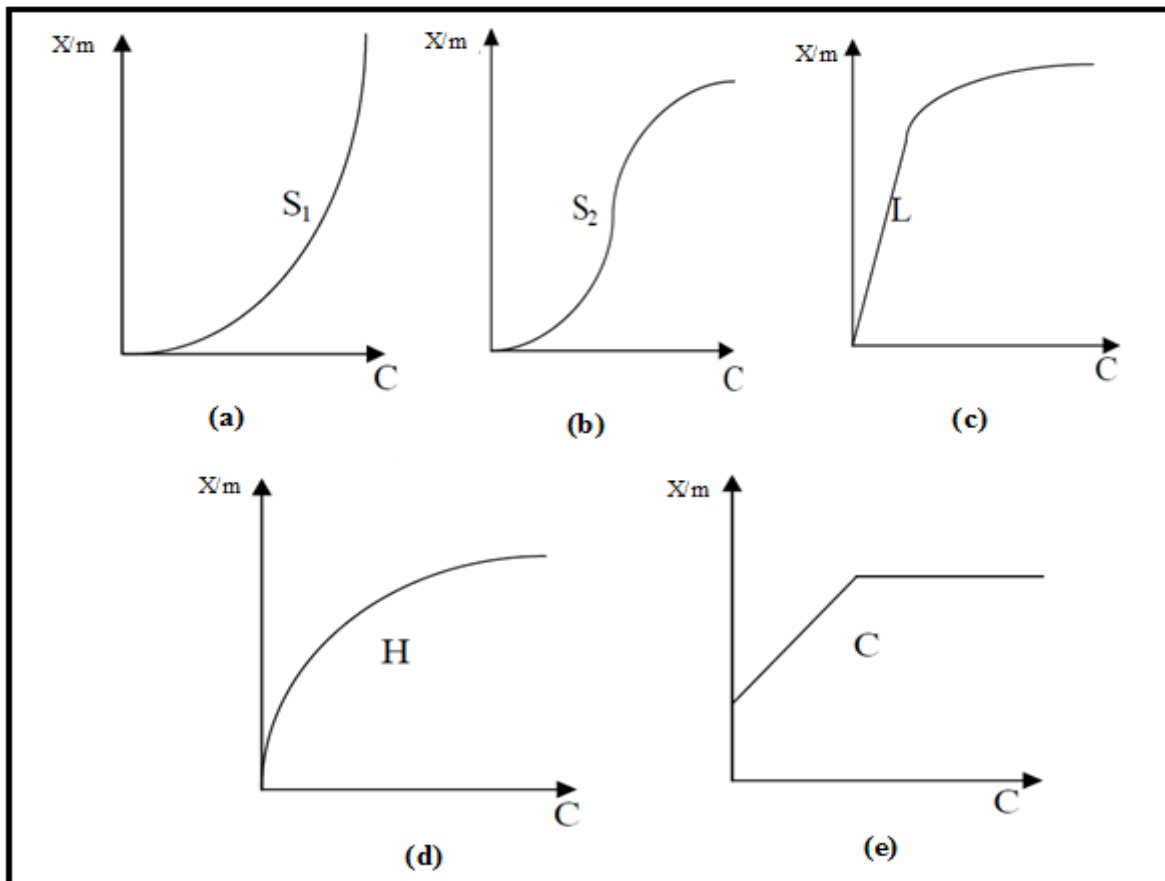 X/m X/m X/m
S₁ S₂ L
C C C
(a) (b) (c)
X/m X/m
H C
C C
(d) (e)